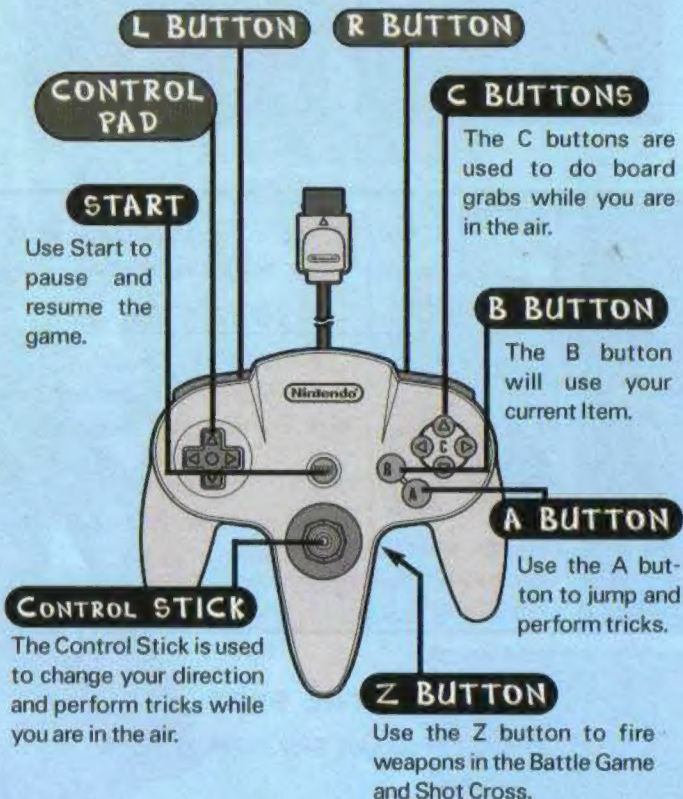 L BUTTON
R BUTTON
CONTROL
PAD
C BUTTONS
The C buttons are
used to do board
grabs while you are
in the air.
START
Use Start to
pause and
resume the
game.
B BUTTON
The B button
will use your
current Item.
Nintendo
C
B
A
A BUTTON
Use the A but-
ton to jump and
perform tricks.
CONTROL STICK
The Control Stick is used
to change your direction
and perform tricks while
you are in the air.
Z BUTTON
Use the Z button to fire
weapons in the Battle Game
and Shot Cross.